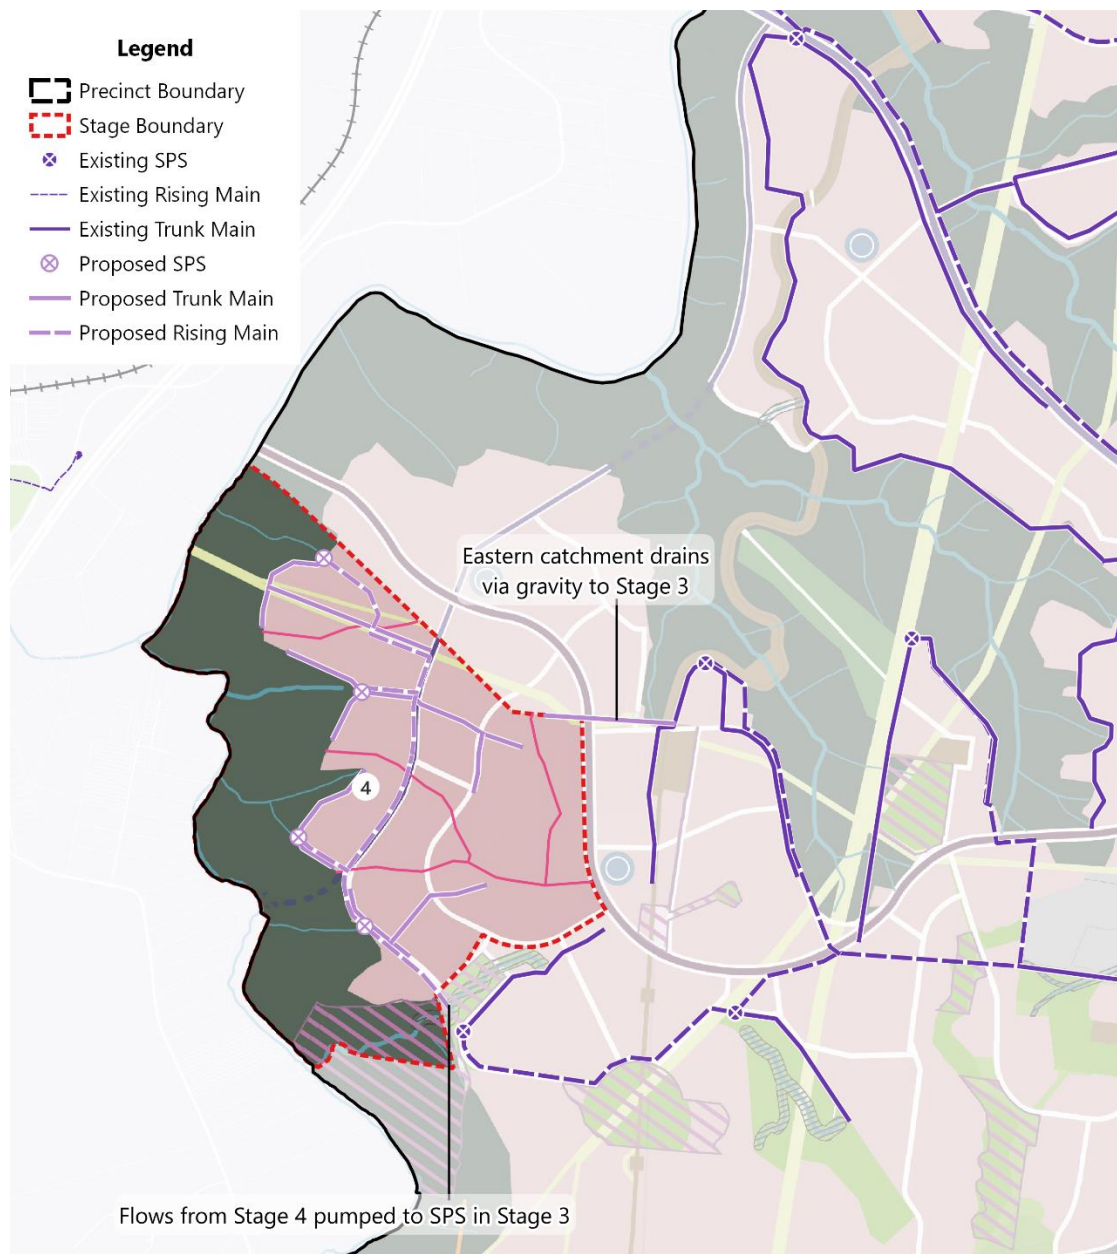 Legend
Precinct Boundary
Stage Boundary
Existing SPS
Existing Rising Main
Existing Trunk Main
Proposed SPS
Proposed Trunk Main
Proposed Rising Main
Eastern catchment drains
via gravity to Stage 3
4
Flows from Stage 4 pumped to SPS in Stage 3